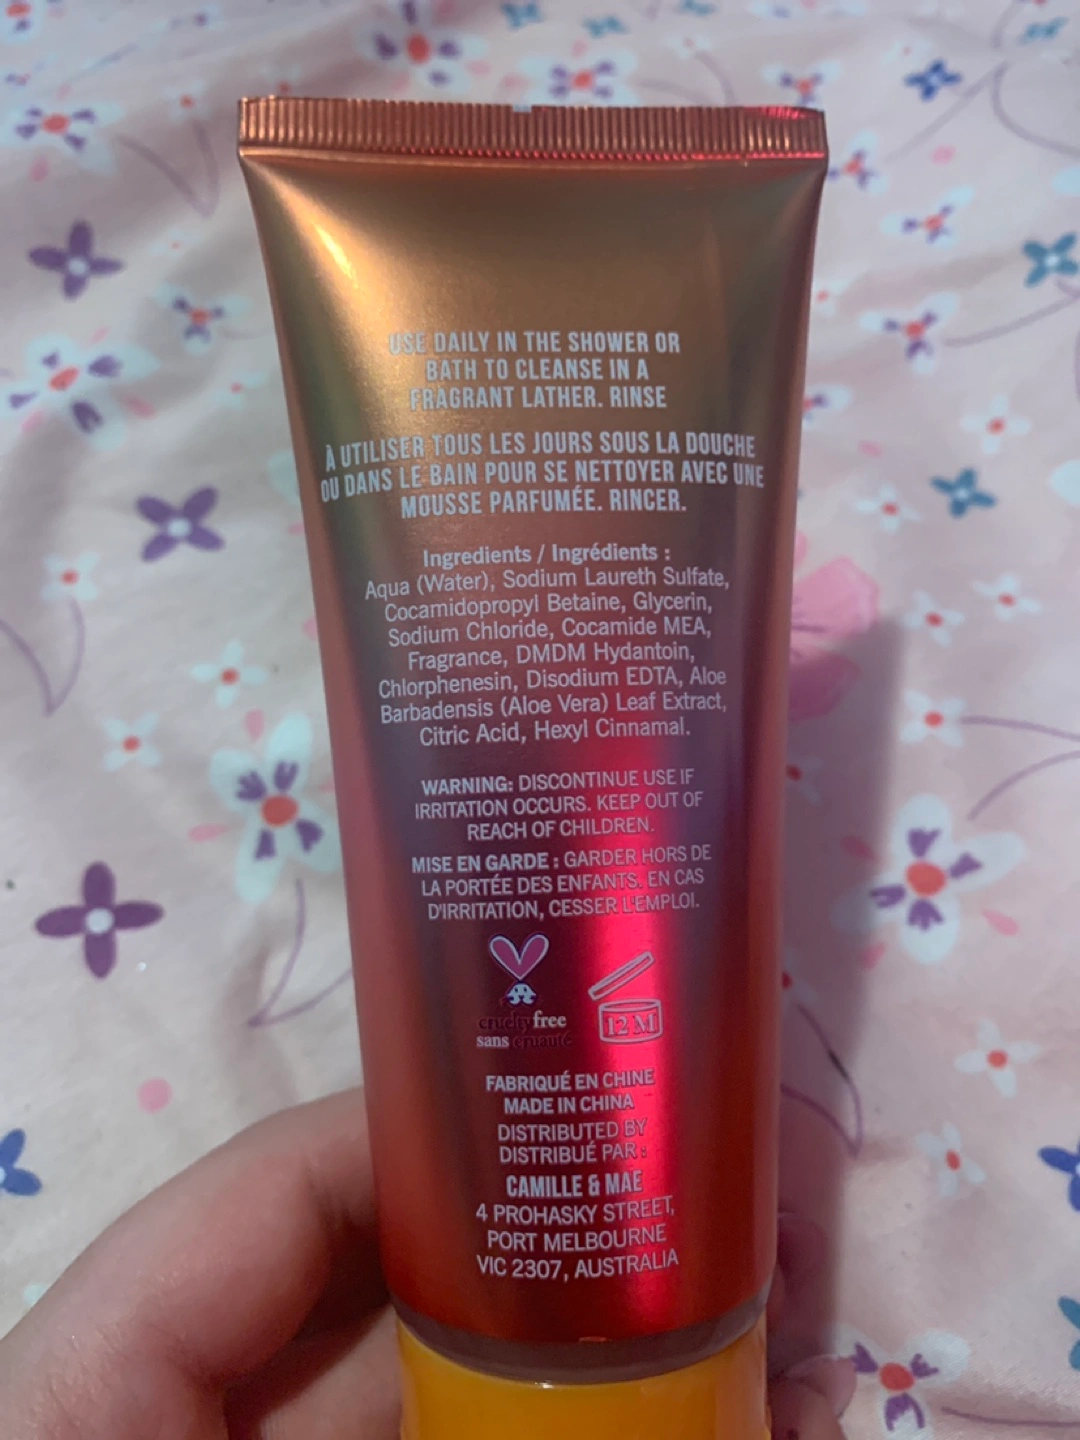 USE DAILY IN THE SHOWER OR
BATH TO CLEANSE IN A
FRAGRANT LATHER. RINSE
À UTILISER TOUS LES JOURS SOUS LA DOUCHE
OU DANS LE BAIN POUR SE NETTOYER AVEC UNE
MOUSSE PARFUMÉE. RINCER.
Ingredients / Ingrédients :
Aqua (Water), Sodium Laureth Sulfate,
Cocamidopropyl Betaine, Glycerin,
Sodium Chloride, Cocamide MEA,
Fragrance, DMDM Hydantoin,
Chlorphenesin, Disodium EDTA, Aloe
Barbadensis (Aloe Vera) Leaf Extract,
Citric Acid, Hexyl Cinnamal.
WARNING: DISCONTINUE USE IF
IRRITATION OCCURS. KEEP OUT OF
REACH OF CHILDREN.
MISE EN GARDE : GARDER HORS DE
LA PORTÉE DES ENFANTS. EN CAS
D'IRRITATION, CESSER L'EMPLOI.
cruelty free
sans cruauté
12 M
FABRIQUÉ EN CHINE
MADE IN CHINA
DISTRIBUTED BY
DISTRIBUÉ PAR :
CAMILLE & MAE
4 PROHASKY STREET,
PORT MELBOURNE
VIC 2307, AUSTRALIA